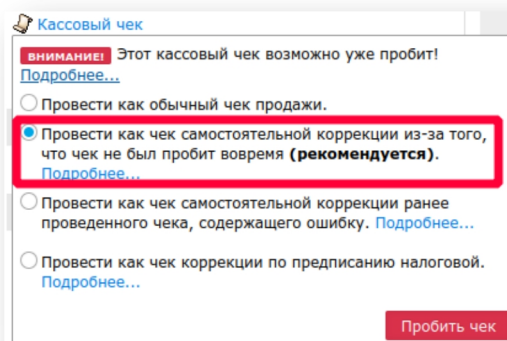 Кассовый чек
ВНИМАНИЕ! Этот кассовый чек возможно уже пробит!
Подробнее...
Провести как обычный чек продажи.
Провести как чек самостоятельной коррекции из-за того,
что чек не был пробит вовремя (рекомендуется).
Подробнее...
Провести как чек самостоятельной коррекции ранее
проведенного чека, содержащего ошибку. Подробнее...
Провести как чек коррекции по предписанию налоговой.
Подробнее...
Пробить чек